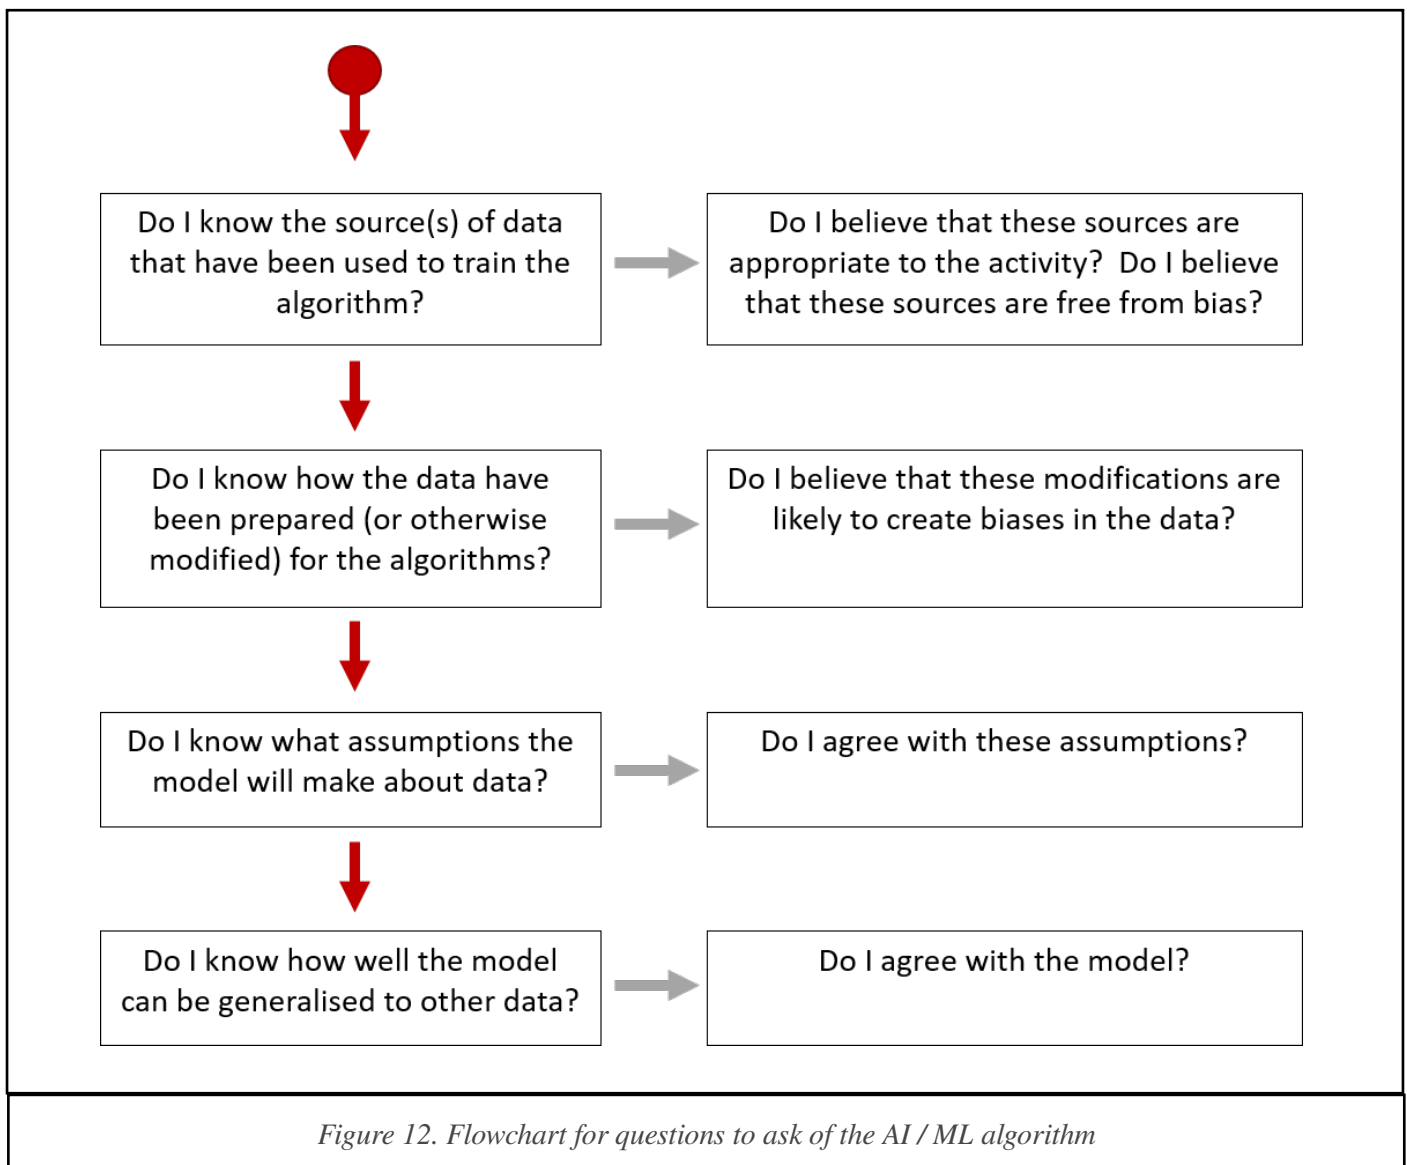 Do I know the source(s) of data
that have been used to train the
algorithm?
Do I believe that these sources are
appropriate to the activity?  Do I believe
that these sources are free from bias?
Do I know how the data have
been prepared (or otherwise
modified) for the algorithms?
Do I believe that these modifications are
likely to create biases in the data?
Do I know what assumptions the
model will make about data?
Do I agree with these assumptions?
Do I know how well the model
can be generalised to other data?
Do I agree with the model?
Figure 12. Flowchart for questions to ask of the AI / ML algorithm